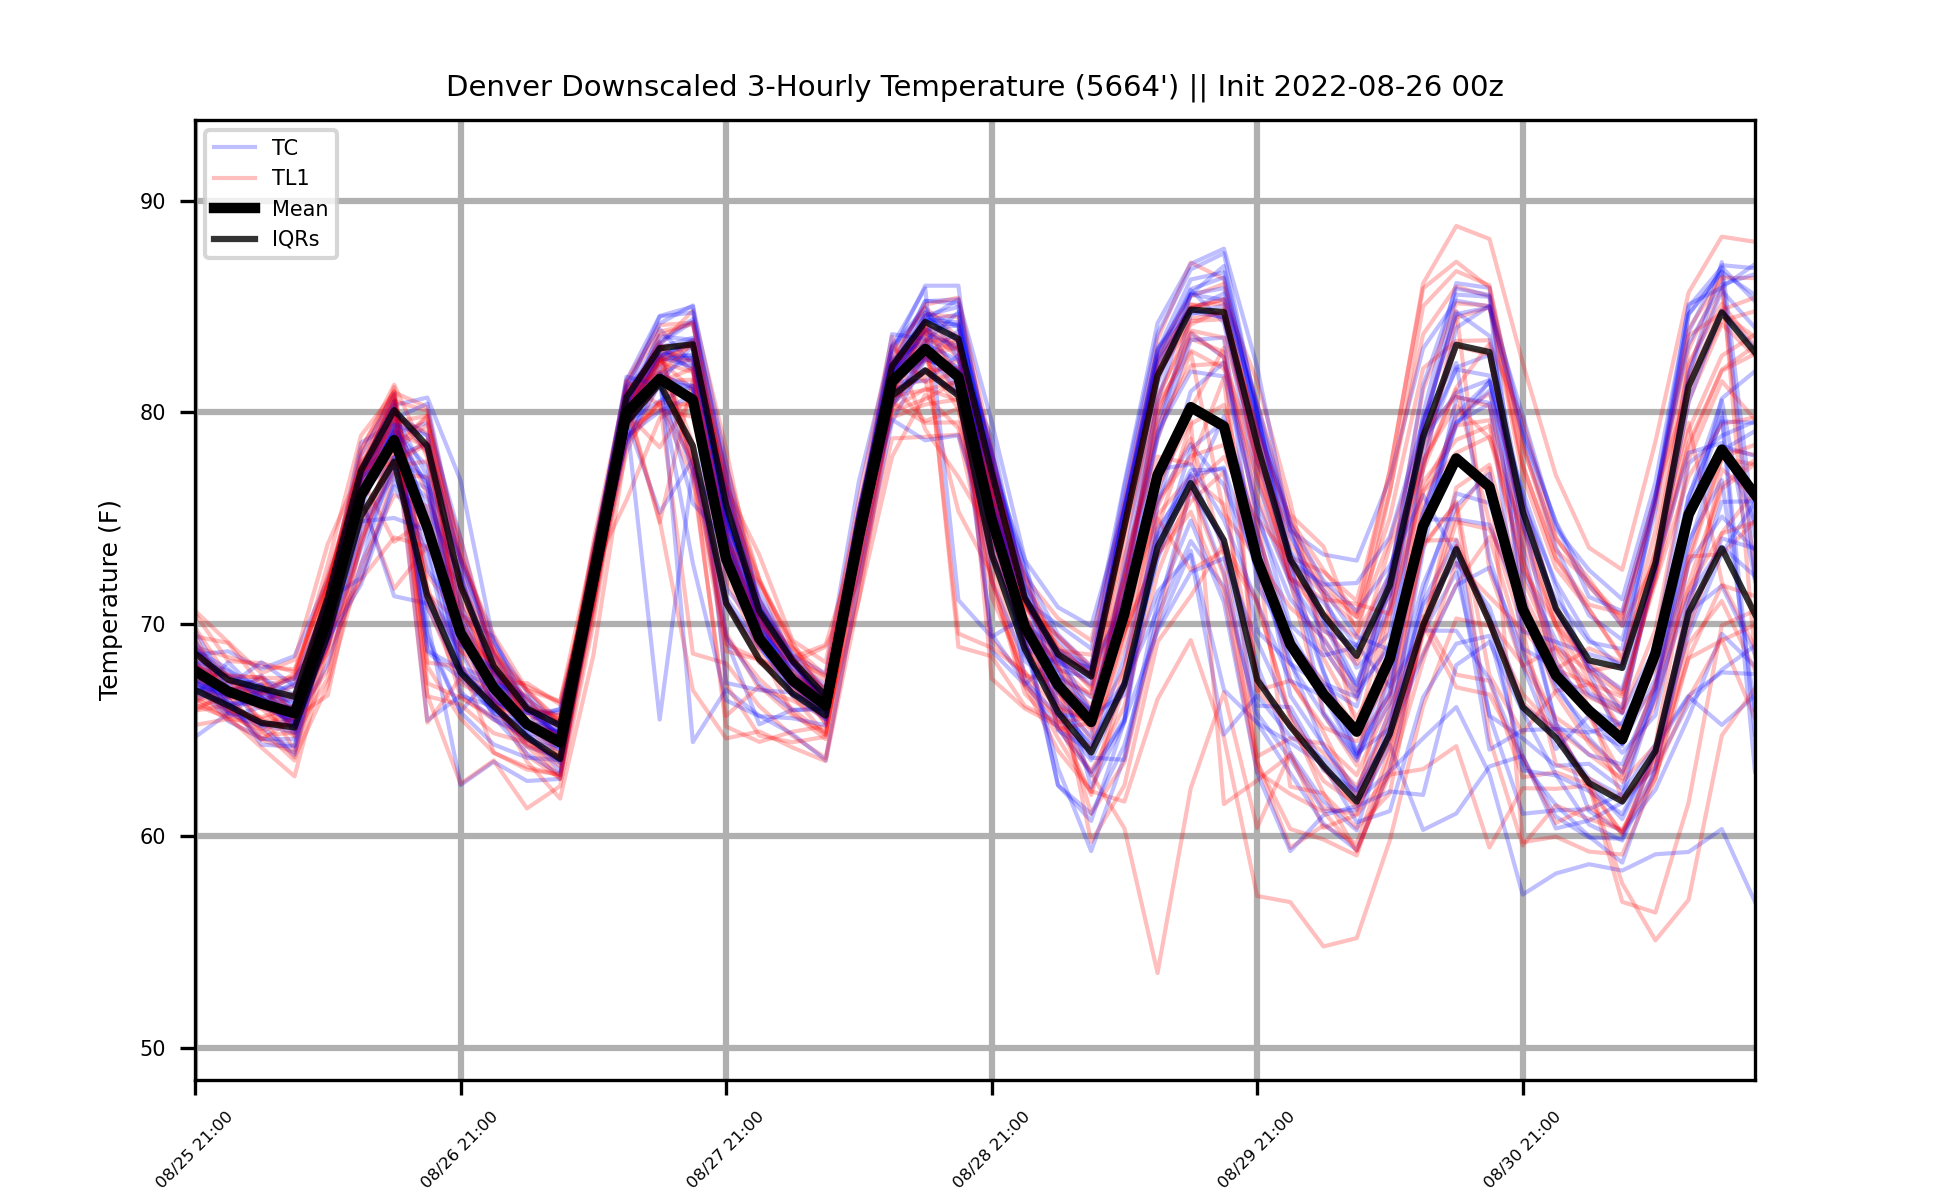 Denver Downscaled 3-Hourly Temperature (5664') || Init 2022-08-26 00z
TC
TL1
Mean
IQRs
Temperature (F)
90
80
70
60
50
08/25 21:00
08/26 21:00
08/27 21:00
08/28 21:00
08/29 21:00
08/30 21:00